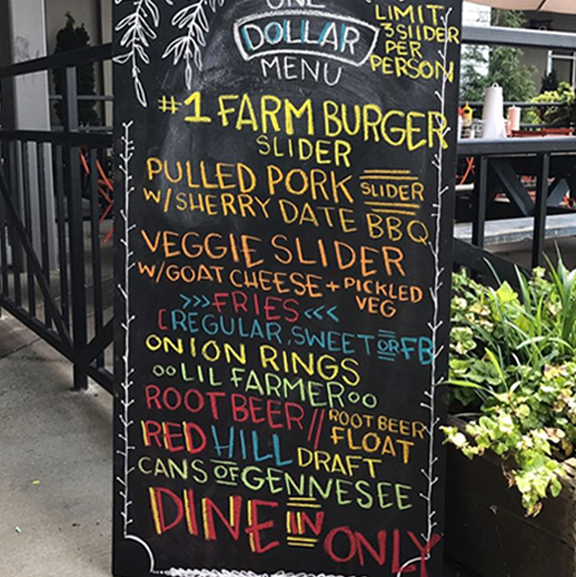 ONE
DOLLAR
MENU
LIMIT
3 SlIDER
PER
PERSON
#1 FARM BURGER
SLIDER
PULLED PORK SLIDER
W/SHERRY DATE BBQ
VEGGIE SLIDER
W/GOAT CHEESE + PICKLED
VEG
>>>FRIES<<<
[REGULAR, SWEET OR FB
ONION RINGS
LIL FARMER
ROOT BEER // ROOT BEER
FLOAT
RED HILL DRAFT
CANS OF GENNESEE
DINE IN ONLY